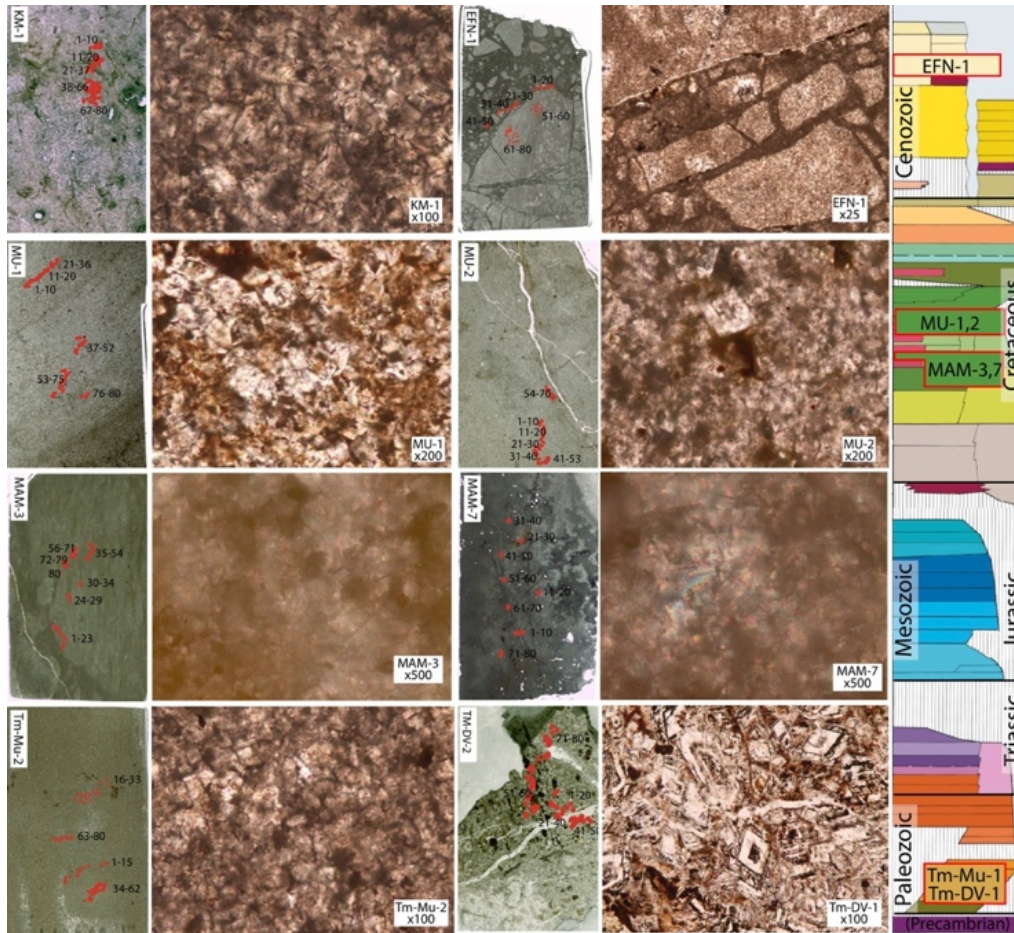 KM-1
1-10
11-20
21-37
38-66
67-80
KM-1
x100
EFN-1
1-20
21-30
31-40
41-50
51-60
61-80
EFN-1
x25
MU-1
21-36
11-20
1-10
37-52
53-75
76-80
MU-1
x200
MU-2
54-70
1-10
11-20
21-30
31-40
41-53
MU-2
x200
MAM-3
56-71
72-79
80
35-54
30-34
24-29
1-23
MAM-3
x500
MAM-7
31-40
21-30
41-50
51-60
11-20
61-70
1-10
71-80
MAM-7
x500
Tm-Mu-2
16-33
63-80
1-15
34-62
Tm-Mu-2
x100
TM-DV-2
71-80
1-20
21-40
41-50
Tm-DV-1
x100
Cenozoic
EFN-1
Cretaceous
MU-1,2
MAM-3,7
Mesozoic
Jurassic
Triassic
Paleozoic
Tm-Mu-1
Tm-DV-1
(Precambrian)